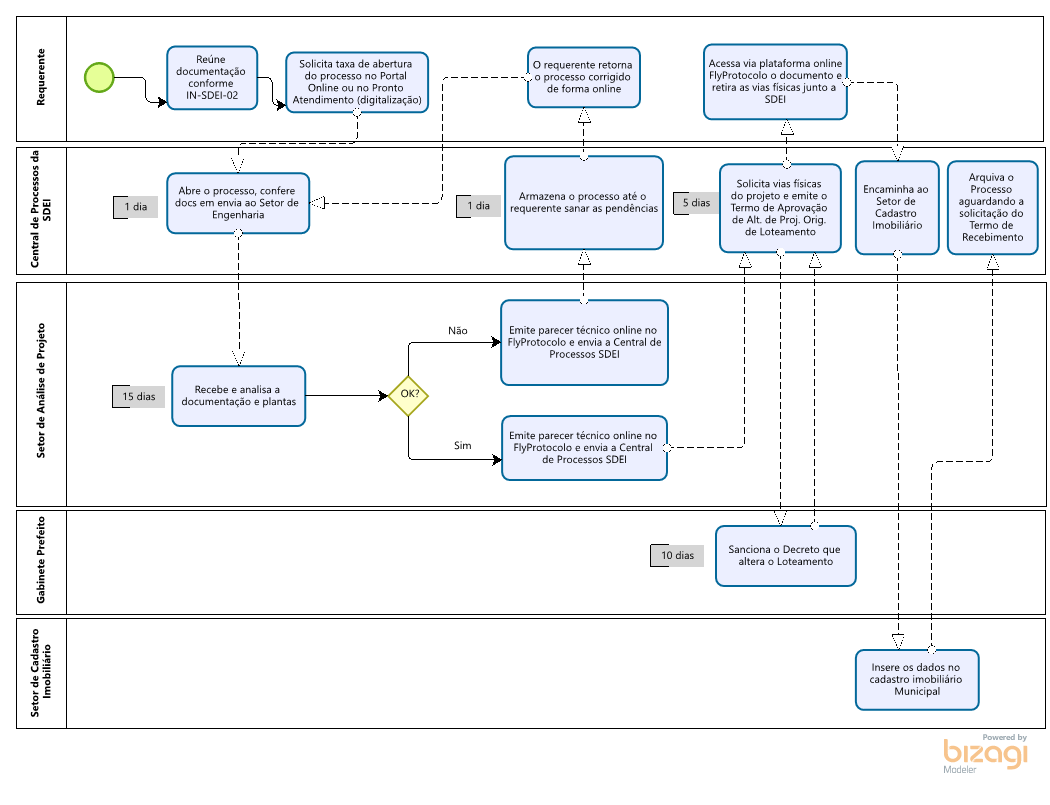 Requerente
Reúne
documentação
conforme
IN-SDEI-02
Solicita taxa de abertura
do processo no Portal
Online ou no Pronto
Atendimento (digitalização)
O requerente retorna
o processo corrigido
de forma online
Acessa via plataforma online
FlyProtocolo o documento e
retira as vias físicas junto a
SDEI
Central de Processos da
SDEI
1 dia
Abre o processo, confere
docs em envia ao Setor de
Engenharia
1 dia
Armazena o processo até o
requerente sanar as pendências
5 dias
Solicita vias físicas
do projeto e emite o
Termo de Aprovação
de Alt. de Proj. Orig.
de Loteamento
Encaminha ao
Setor de
Cadastro
Imobiliário
Arquiva o
Processo
aguardando a
solicitação do
Termo de
Recebimento
Setor de Análise de Projeto
15 dias
Recebe e analisa a
documentação e plantas
OK?
Não
Emite parecer técnico online no
FlyProtocolo e envia a Central de
Processos SDEI
Sim
Emite parecer técnico online no
FlyProtocolo e envia a Central
de Processos SDEI
Gabinete Prefeito
10 dias
Sanciona o Decreto que
altera o Loteamento
Setor de Cadastro
Imobiliário
Insere os dados no
cadastro imobiliário
Municipal
Powered by
bizagi
Modeler